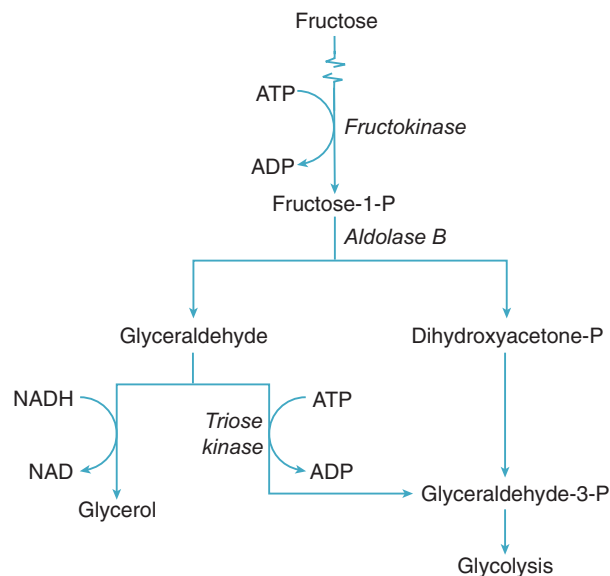 Fructose
ATP
Fructokinase
ADP
Fructose-1-P
Aldolase B
Glyceraldehyde
Dihydroxyacetone-P
NADH
ATP
Triose
kinase
NAD
ADP
Glycerol
Glyceraldehyde-3-P
Glycolysis